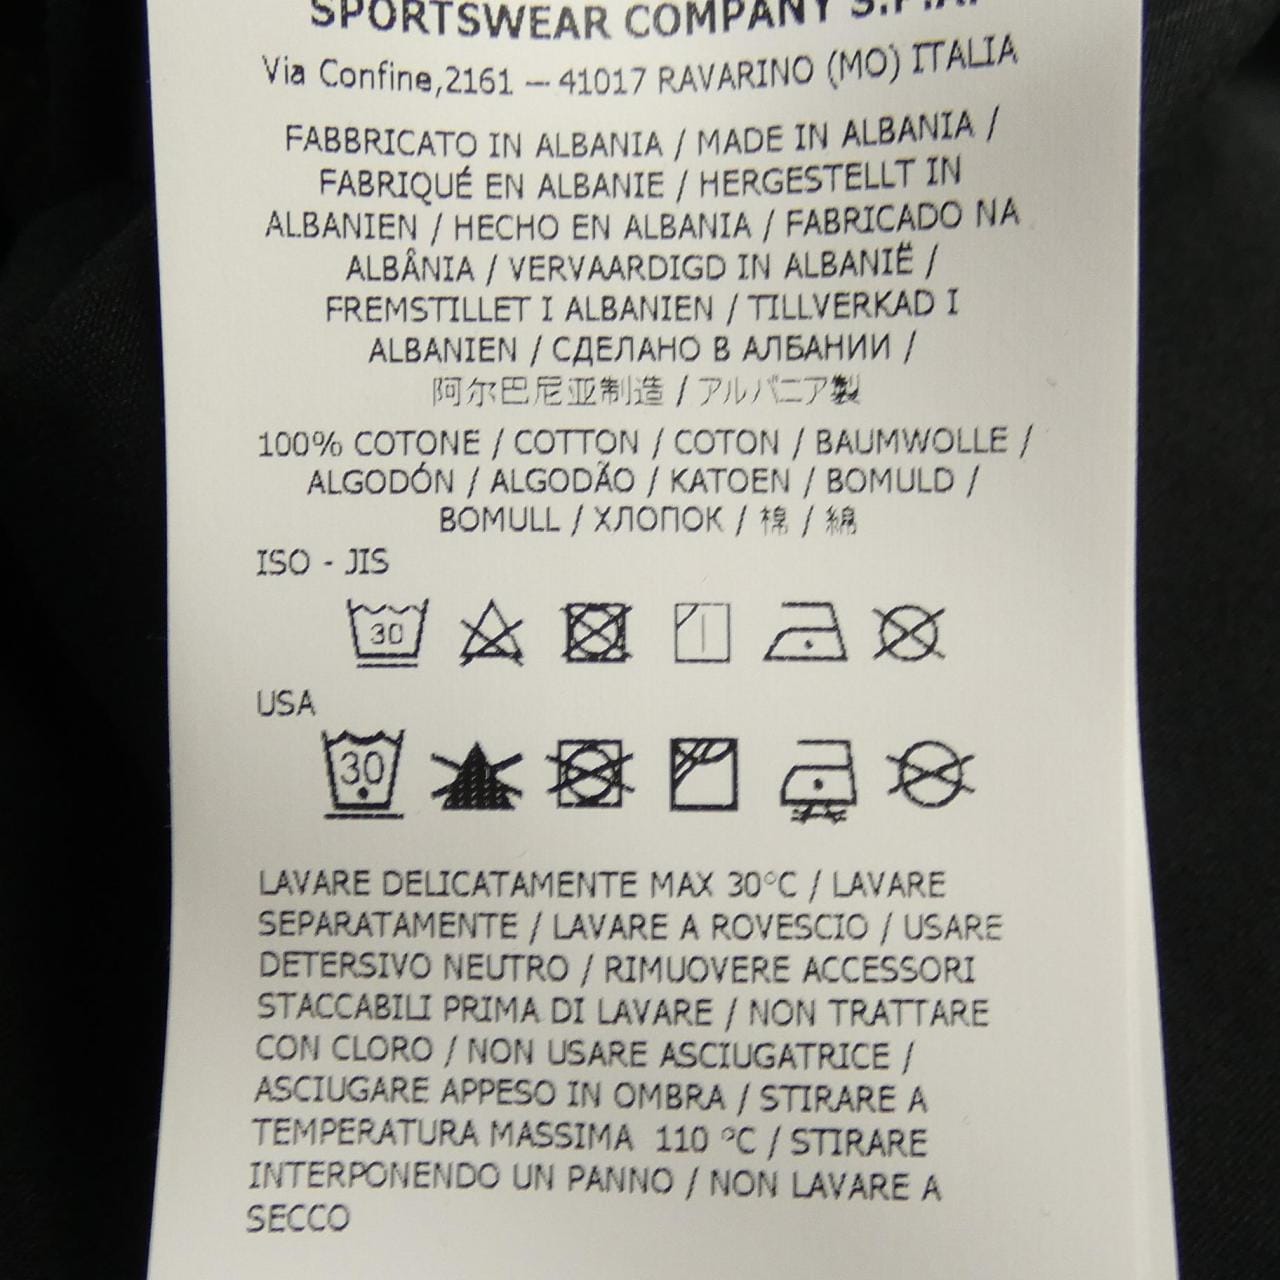 SPORTSWEAR COMPANY S.P.A.
Via Confine,2161 – 41017 RAVARINO (MO) ITALIA
FABBRICATO IN ALBANIA / MADE IN ALBANIA /
FABRIQUÉ EN ALBANIE / HERGESTELLT IN
ALBANIEN / HECHO EN ALBANIA / FABRICADO NA
ALBÂNIA / VERVAARDIGD IN ALBANIË /
FREMSTILLET I ALBANIEN / TILLVERKAD I
ALBANIEN / СДЕЛАНО В АЛБАНИИ /
阿尔巴尼亚制造 / アルバニア製
100% COTONE / COTTON / COTON / BAUMWOLLE /
ALGODÓN / ALGODÃO / KATOEN / BOMULD /
BOMULL / ХЛОПОК / 棉 / 綿
ISO - JIS
30
USA
30
LAVARE DELICATAMENTE MAX 30°C / LAVARE
SEPARATAMENTE / LAVARE A ROVESCIO / USARE
DETERSIVO NEUTRO / RIMUOVERE ACCESSORI
STACCABILI PRIMA DI LAVARE / NON TRATTARE
CON CLORO / NON USARE ASCIUGATRICE /
ASCIUGARE APPESO IN OMBRA / STIRARE A
TEMPERATURA MASSIMA 110 °C / STIRARE
INTERPONENDO UN PANNO / NON LAVARE A
SECCO